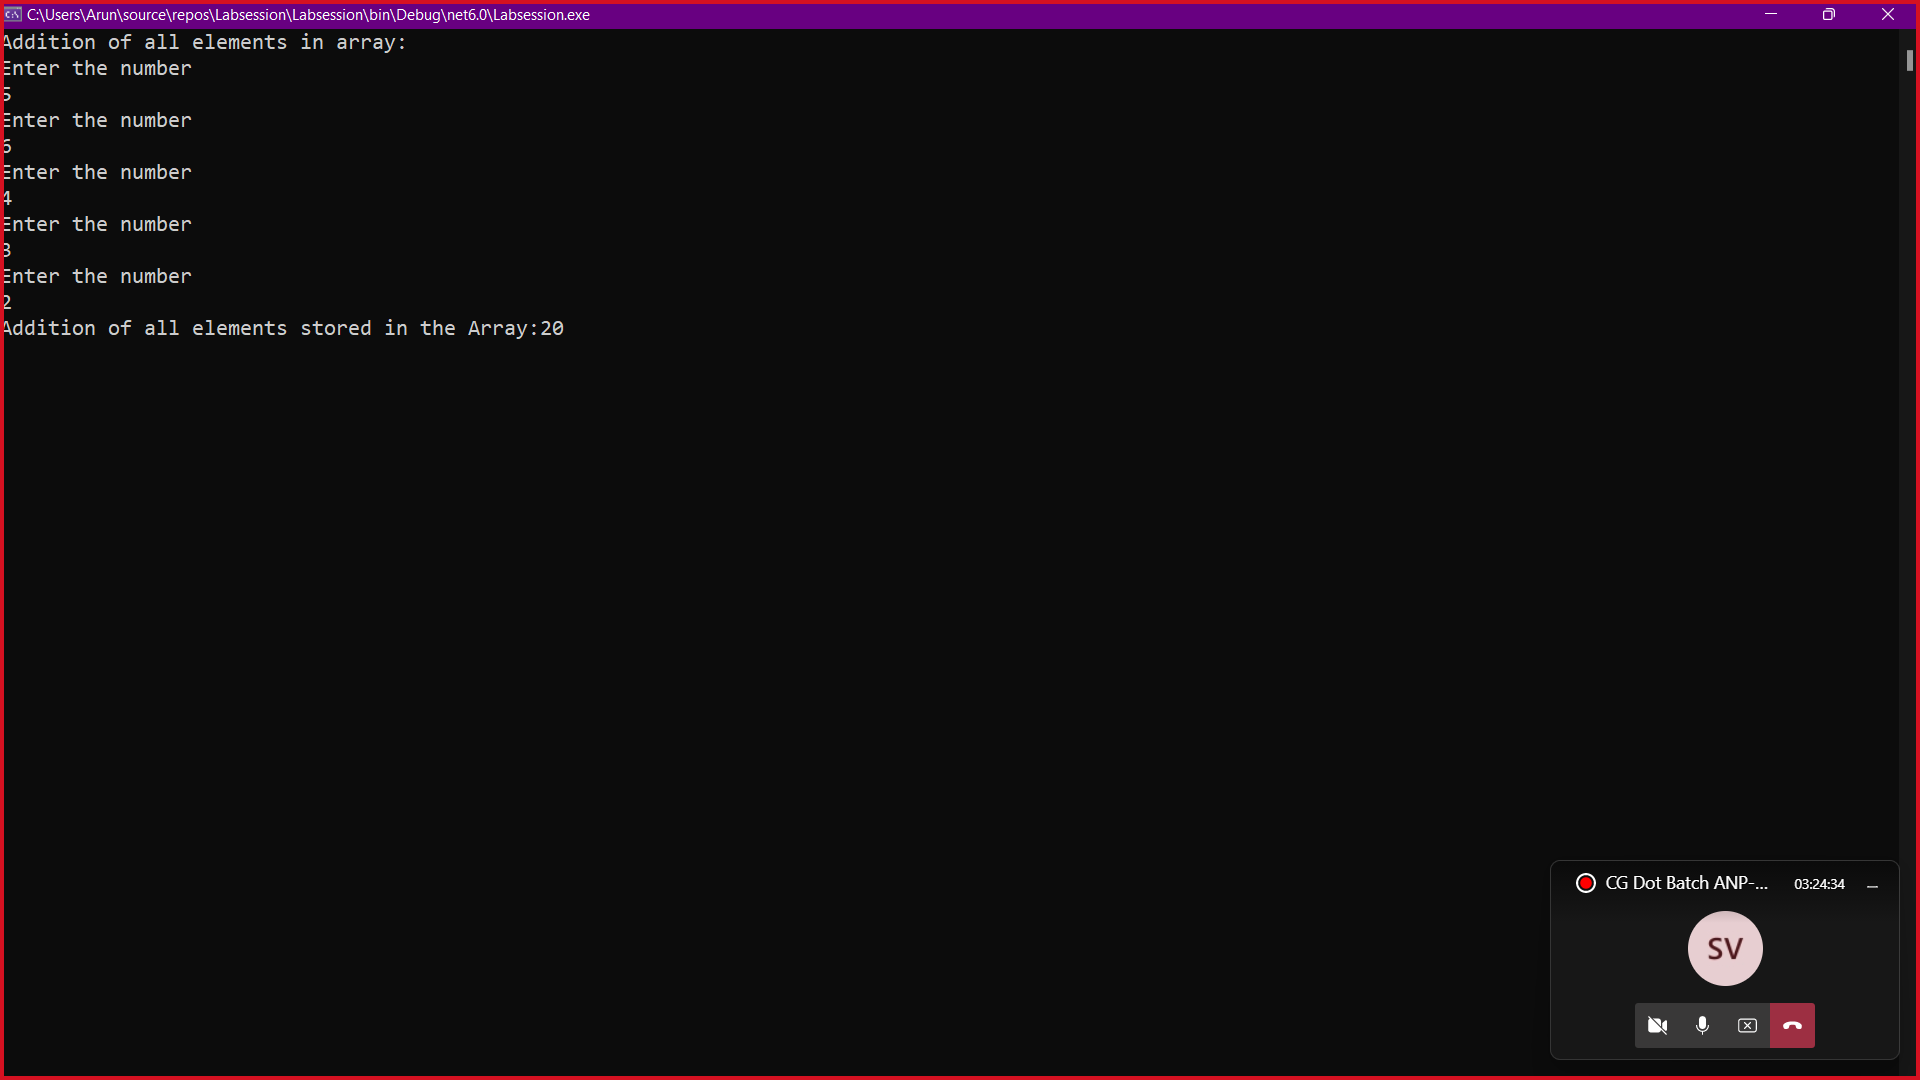 C:\Users\Arun\source\repos\Labsession\Labsession\bin\Debug\net6.0\Labsession.exe
Addition of all elements in array:
Enter the number
5
Enter the number
6
Enter the number
4
Enter the number
3
Enter the number
2
Addition of all elements stored in the Array:20
CG Dot Batch ANP-... 03:24:34
SV